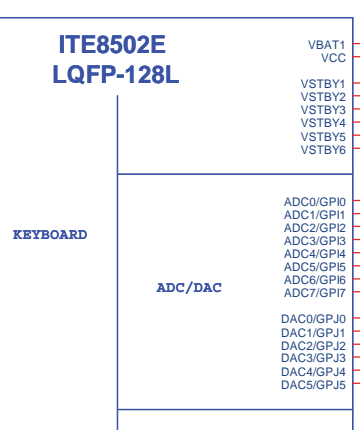 ITE8502E
LQFP-128L
VBAT1
VCC
VSTBY1
VSTBY2
VSTBY3
VSTBY4
VSTBY5
VSTBY6
KEYBOARD
ADC/DAC
ADC0/GPI0
ADC1/GPI1
ADC2/GPI2
ADC3/GPI3
ADC4/GPI4
ADC5/GPI5
ADC6/GPI6
ADC7/GPI7
DAC0/GPJ0
DAC1/GPJ1
DAC2/GPJ2
DAC3/GPJ3
DAC4/GPJ4
DAC5/GPJ5